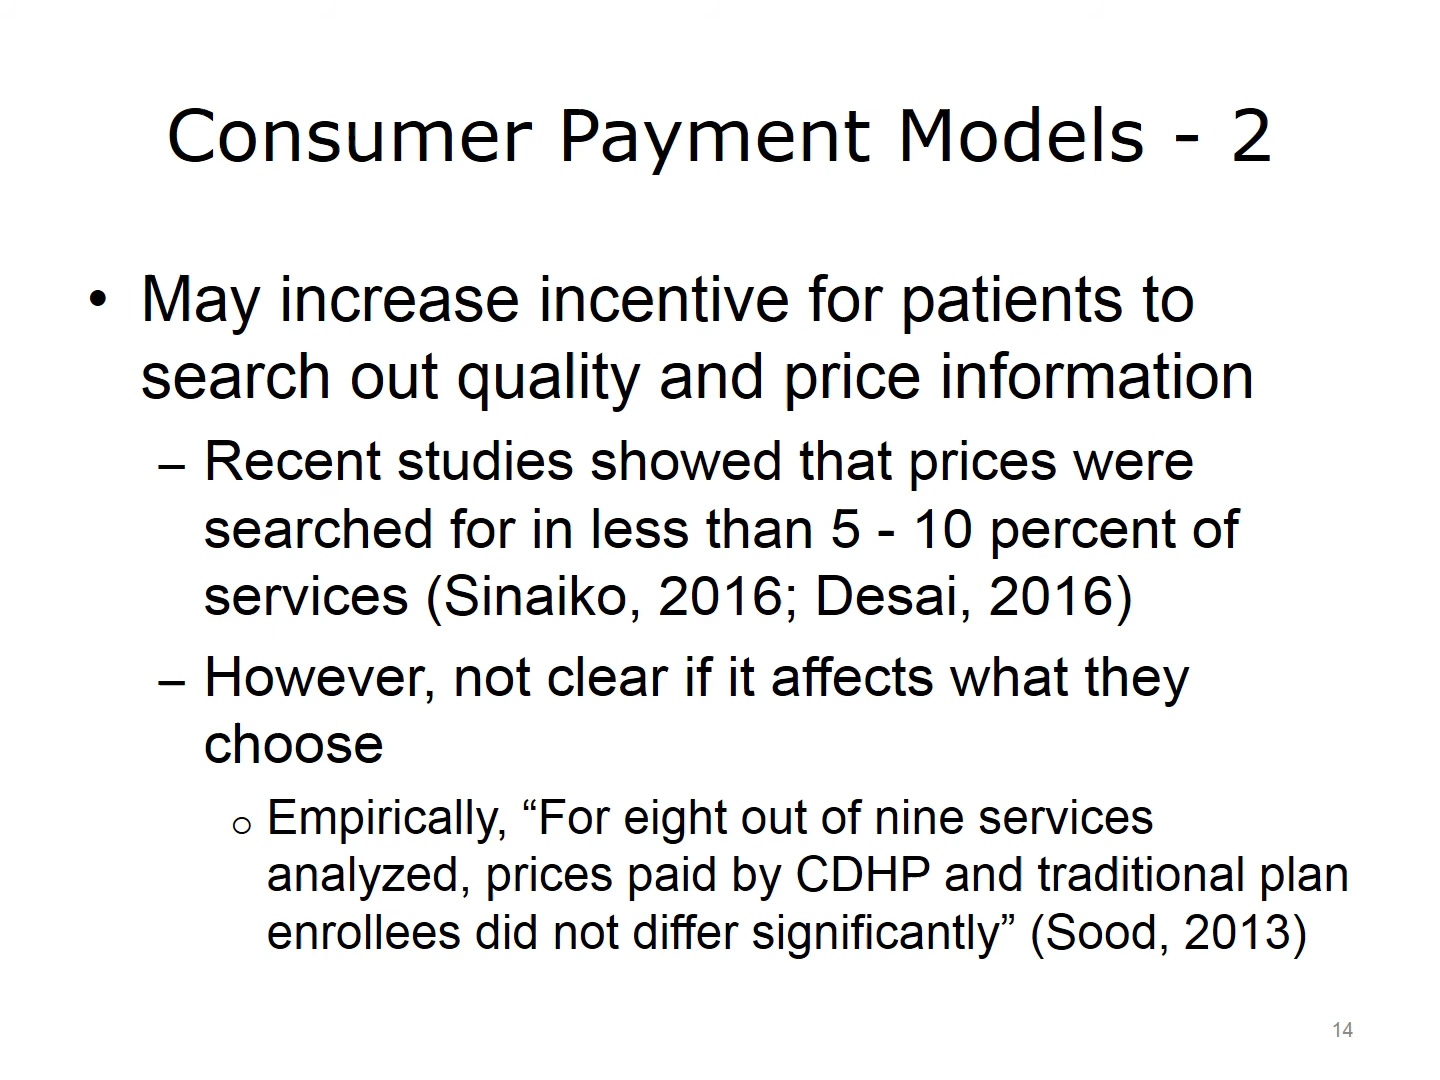 Consumer Payment Models - 2
• May increase incentive for patients to
search out quality and price information
– Recent studies showed that prices were
searched for in less than 5 - 10 percent of
services (Sinaiko, 2016; Desai, 2016)
– However, not clear if it affects what they
choose
o Empirically, “For eight out of nine services
analyzed, prices paid by CDHP and traditional plan
enrollees did not differ significantly” (Sood, 2013)
14